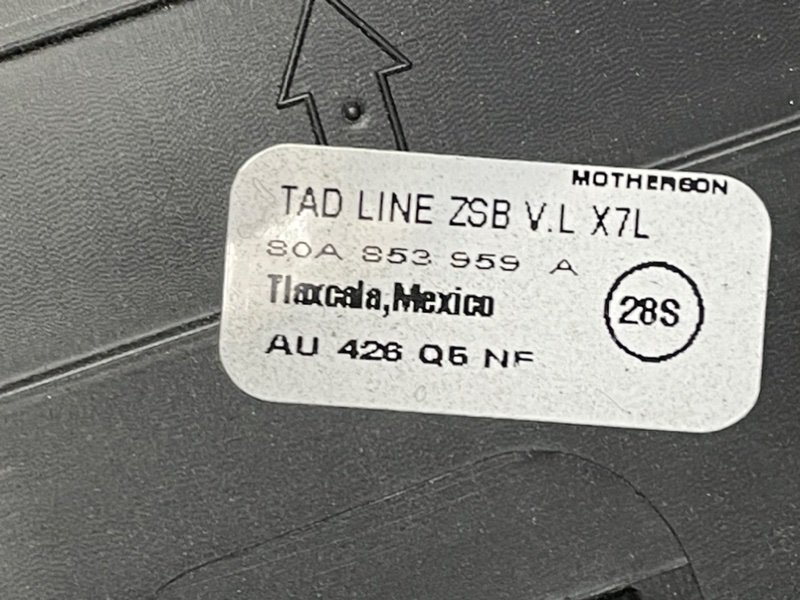 MOTHERSON
TAD LINE ZSB V.L X7L
80A 853 959 A
Tlaxcala,Mexico
28S
AU 426 Q5 NF